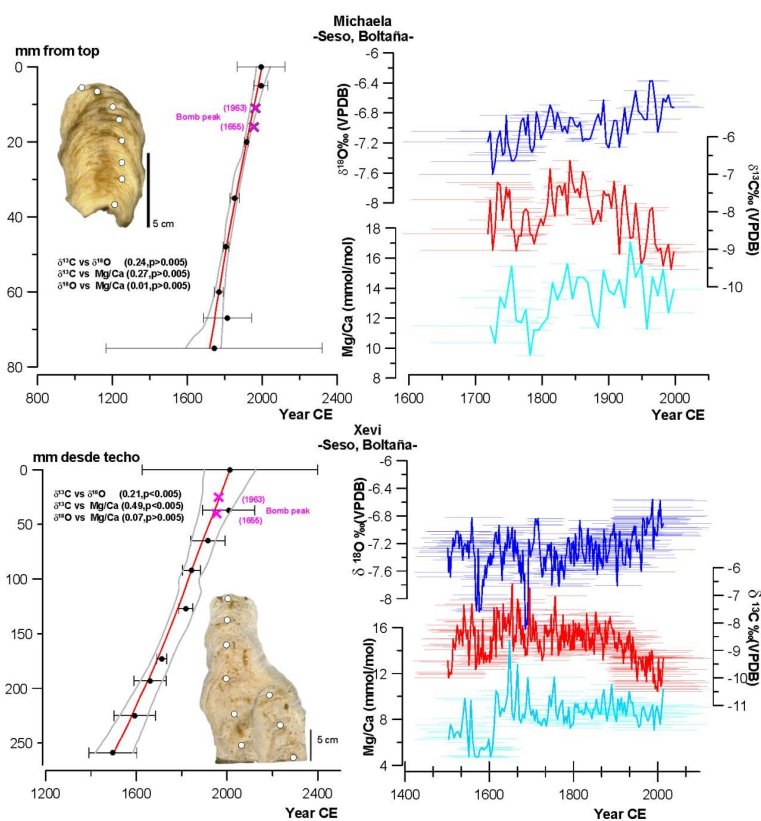 Michaela
-Seso, Boltaña-
mm from top
0
20
40
60
80
Bomb peak
(1963)
(1655)
5 cm
δ13C vs δ18O (0.24,p>0.005)
δ13C vs Mg/Ca (0.27,p>0.005)
δ18O vs Mg/Ca (0.01,p>0.005)
800 1200 1600 2000 2400
Year CE
-6
-6.4
-6.8
-7.2
-7.6
-8
δ18O‰ (VPDB)
-6
-7
-8
-9
-10
δ13C‰ (VPDB)
18
16
14
12
10
8
Mg/Ca (mmol/mol)
1600 1700 1800 1900 2000
Year CE
Xevi
-Seso, Boltaña-
mm desde techo
0
50
100
150
200
250
δ13C vs δ18O (0.21,p<0.005)
δ13C vs Mg/Ca (0.49,p<0.005)
δ18O vs Mg/Ca (0.07,p>0.005)
(1963)
Bomb peak
(1655)
5 cm
1200 1600 2000 2400
Year CE
-6
-6.4
-6.8
-7.2
-7.6
-8
δ 18O ‰(VPDB)
-6
-7
-8
-9
-10
-11
δ 13C ‰(VPDB)
16
12
8
4
Mg/Ca (mmol/mol)
1400 1600 1800 2000
Year CE